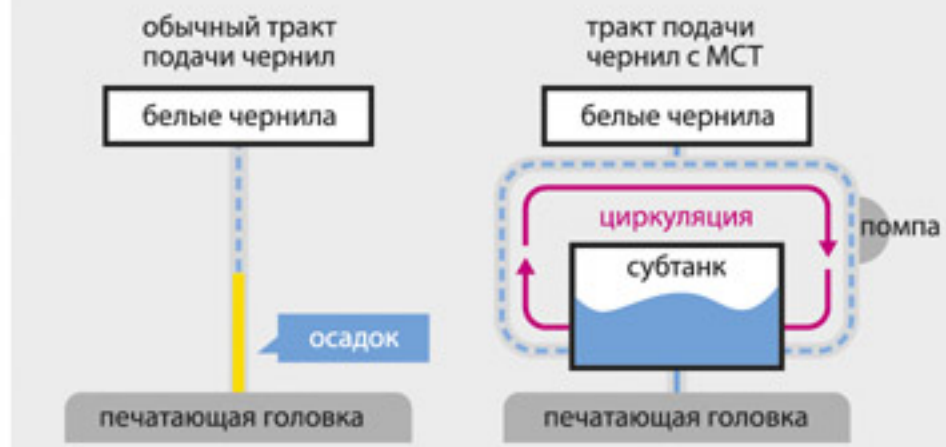 обычный тракт
подачи чернил
белые чернила
осадок
печатающая головка
тракт подачи
чернил с МСТ
белые чернила
циркуляция
помпа
субтанк
печатающая головка